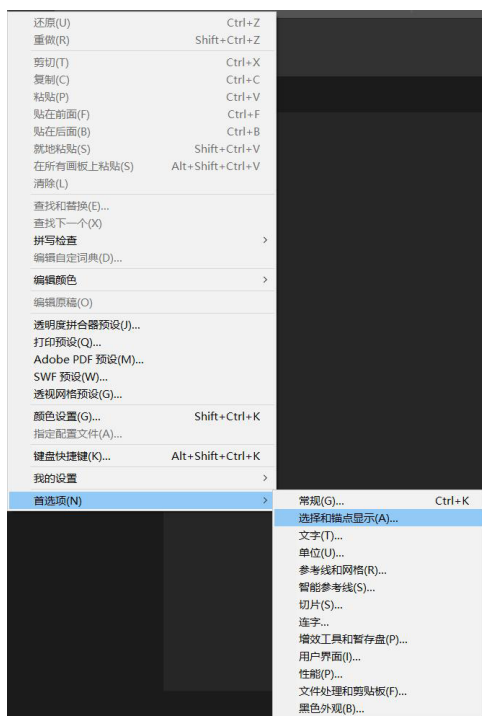 还原(U) Ctrl+Z
重做(R) Shift+Ctrl+Z
剪切(T) Ctrl+X
复制(C) Ctrl+C
粘贴(P) Ctrl+V
贴在前面(F) Ctrl+F
贴在后面(B) Ctrl+B
就地粘贴(S) Shift+Ctrl+V
在所有画板上粘贴(S) Alt+Shift+Ctrl+V
清除(L)
查找和替换(E)...
查找下一个(X)
拼写检查
编辑自定词典(D)...
编辑颜色
编辑原稿(O)
透明度拼合器预设(J)...
打印预设(Q)...
Adobe PDF 预设(M)...
SWF 预设(W)...
透视网格预设(G)...
颜色设置(G)... Shift+Ctrl+K
指定配置文件(A)...
键盘快捷键(K)... Alt+Shift+Ctrl+K
我的设置
首选项(N)
常规(G)... Ctrl+K
选择和锚点显示(A)...
文字(T)...
单位(U)...
参考线和网格(R)...
智能参考线(S)...
切片(S)...
连字...
增效工具和暂存盘(P)...
用户界面(I)...
性能(P)...
文件处理和剪贴板(F)...
黑色外观(B)...